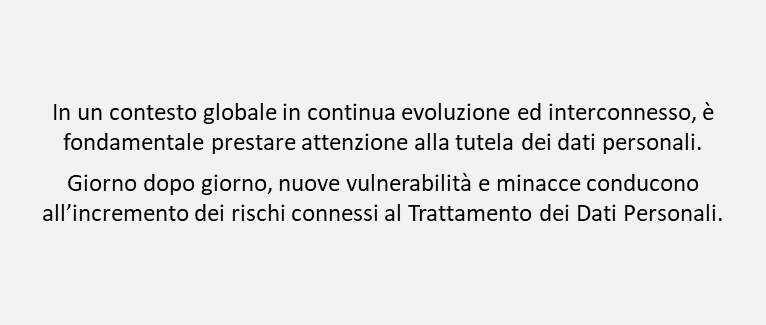 In un contesto globale in continua evoluzione ed interconnesso, è
fondamentale prestare attenzione alla tutela dei dati personali.
Giorno dopo giorno, nuove vulnerabilità e minacce conducono
all’incremento dei rischi connessi al Trattamento dei Dati Personali.